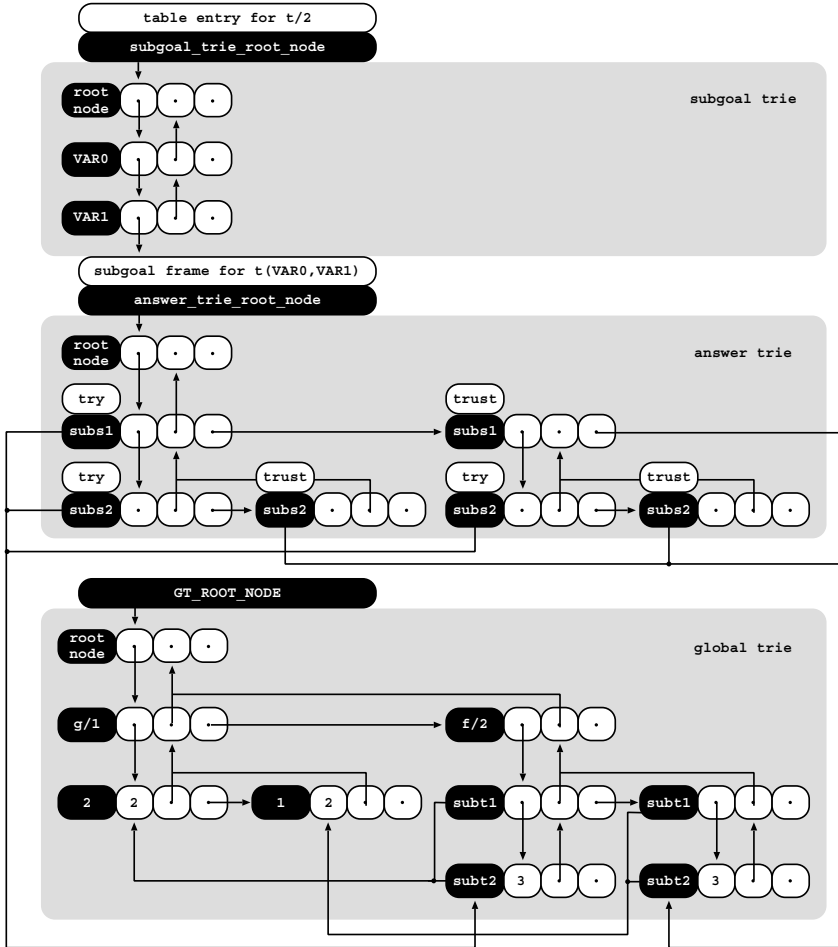 table entry for t/2
subgoal_trie_root_node
root
node
subgoal trie
VAR0
VAR1
subgoal frame for t(VAR0,VAR1)
answer_trie_root_node
root
node
answer trie
try
trust
subs1
subs1
try
trust
try
trust
subs2
subs2
subs2
subs2
GT_ROOT_NODE
root
node
global trie
g/1
f/2
2 2
1 2
subt1
subt1
subt2 3
subt2 3